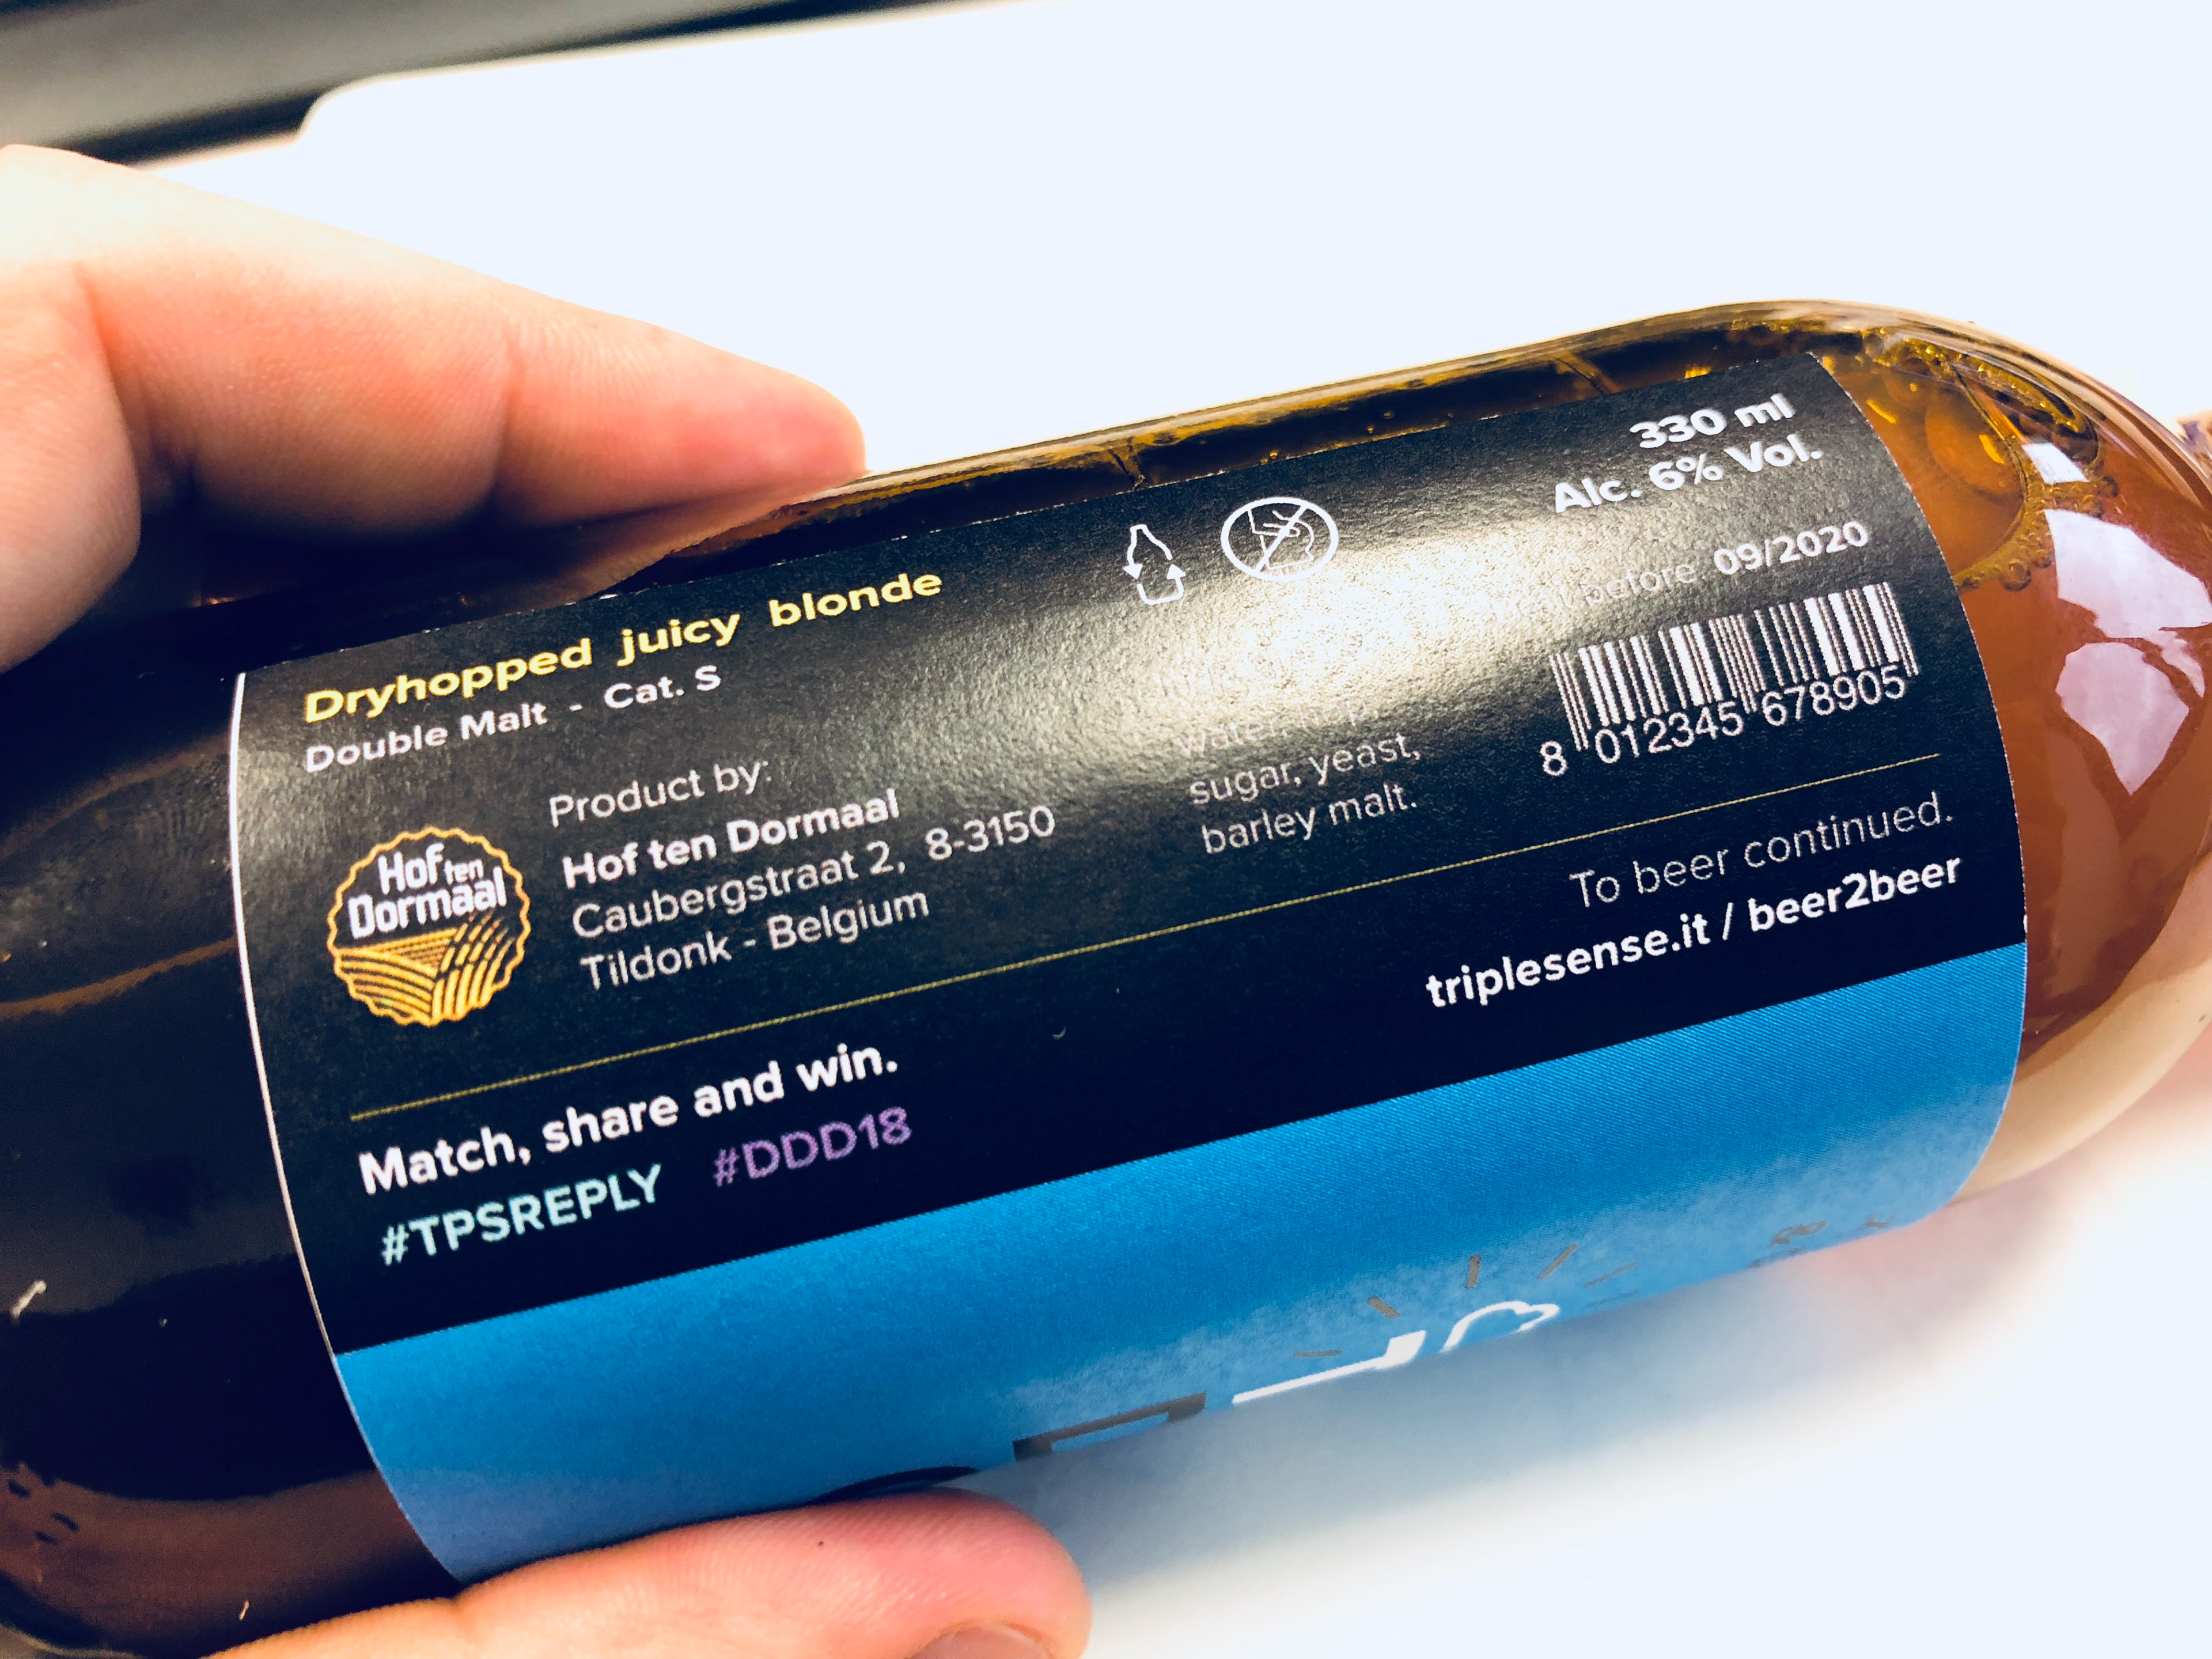 Dryhopped juicy blonde
Double Malt - Cat. S
Hof ten
Dormaal
Product by:
Hof ten Dormaal
Caubergstraat 2, 8-3150
Tildonk - Belgium
sugar, yeast,
barley malt.
330 ml
Alc. 6% Vol.
before 09/2020
8 012345 678905
Match, share and win.
#TPSREPLY #DDD18
To beer continued.
triplesense.it / beer2beer